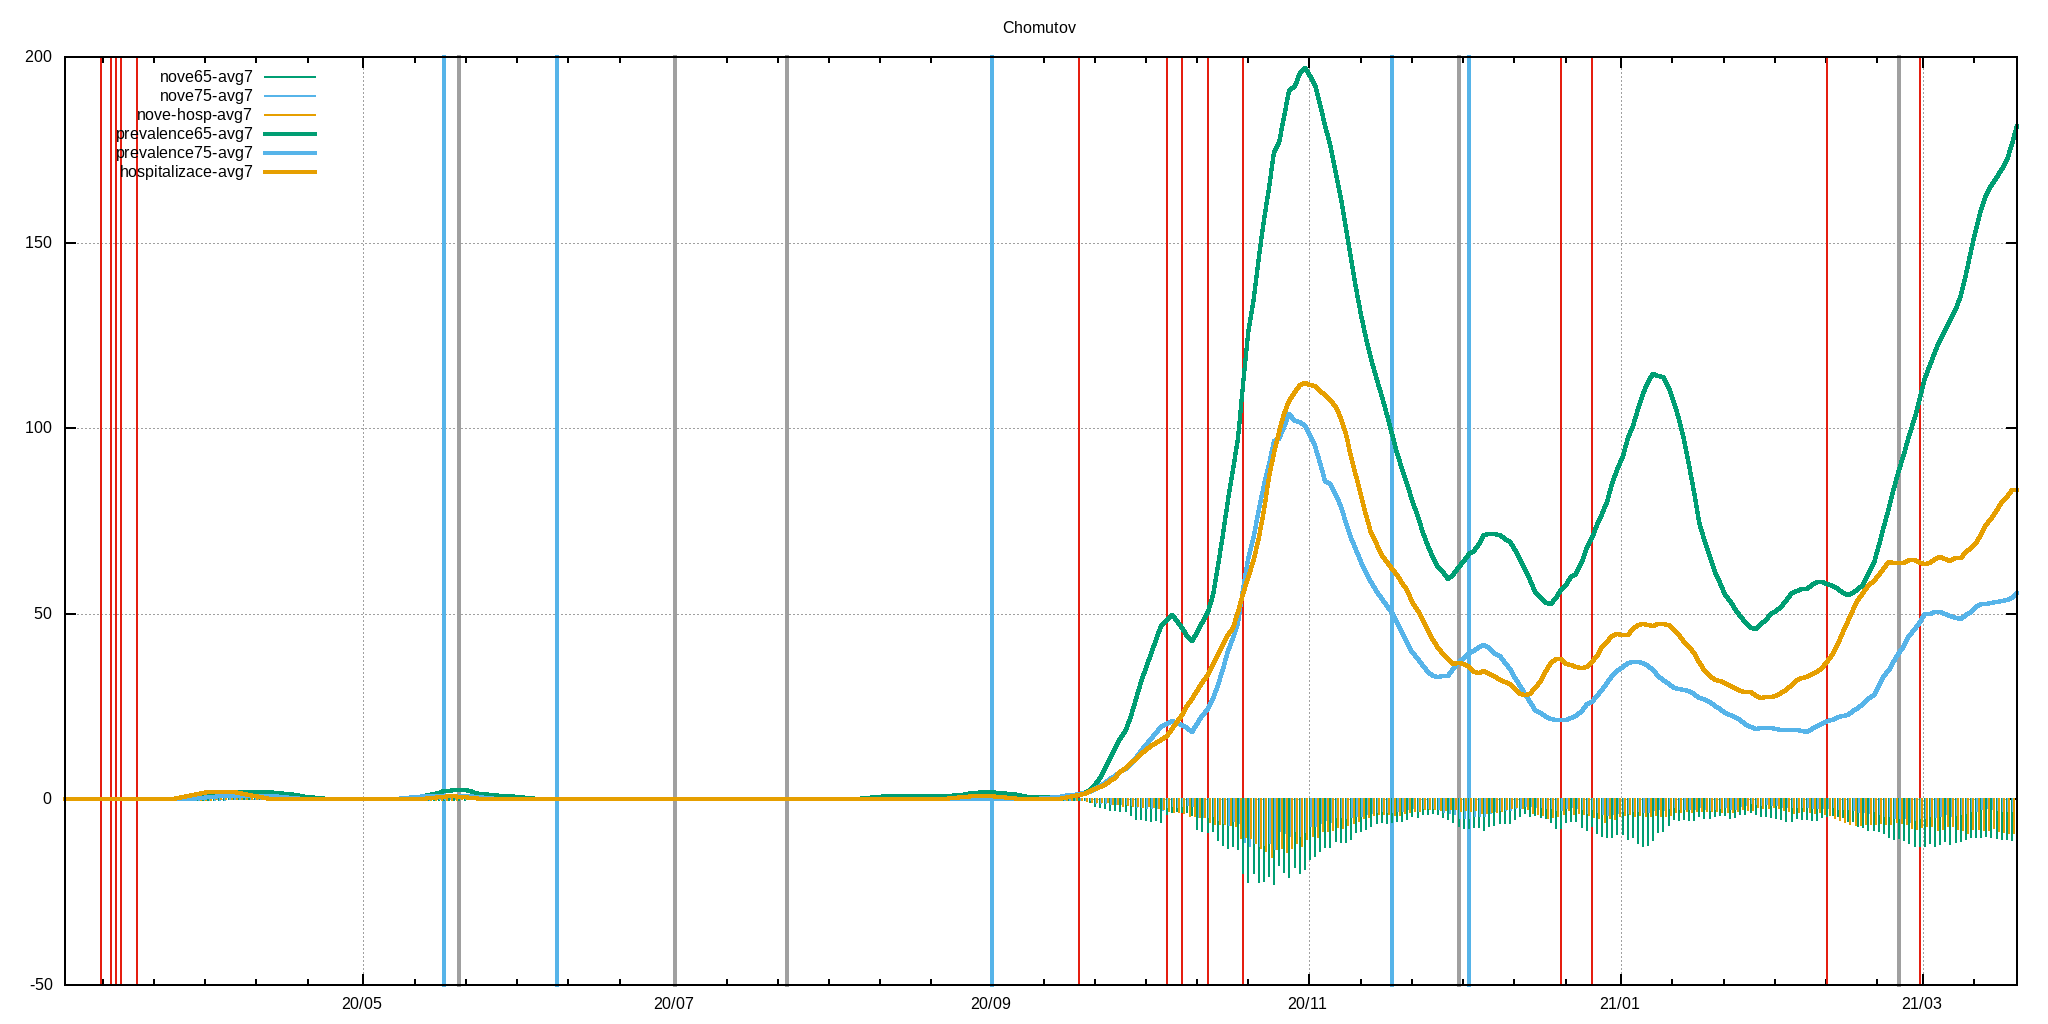 Chomutov
200
150
100
50
0
-50
nove65-avg7
nove75-avg7
nove-hosp-avg7
prevalence65-avg7
prevalence75-avg7
hospitalizace-avg7
20/05
20/07
20/09
20/11
21/01
21/03